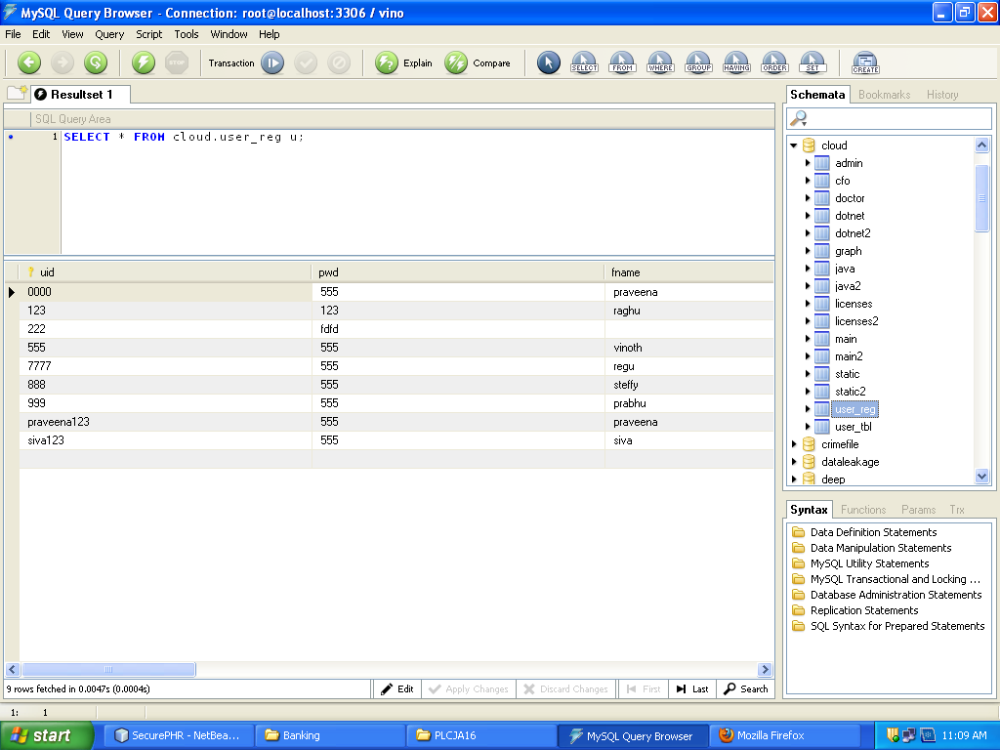 MySQL Query Browser - Connection: root@localhost:3306 / vino
File Edit View Query Script Tools Window Help
STOP Transaction Explain Compare SELECT FROM WHERE GROUP HAVING ORDER SET CREATE
Resultset 1
SQL Query Area
1 SELECT * FROM cloud.user_reg u;
uid pwd fname
0000 555 praveena
123 123 raghu
222 fdfd
555 555 vinoth
7777 555 regu
888 555 steffy
999 555 prabhu
praveena123 555 praveena
siva123 555 siva
9 rows fetched in 0.0047s (0.0004s) Edit Apply Changes Discard Changes First Last Search
1: 1
Schemata Bookmarks History
cloud
admin
cfo
doctor
dotnet
dotnet2
graph
java
java2
licenses
licenses2
main
main2
static
static2
user_reg
user_tbl
crimefile
dataleakage
deep
Syntax Functions Params Trx
Data Definition Statements
Data Manipulation Statements
MySQL Utility Statements
MySQL Transactional and Locking ...
Database Administration Statements
Replication Statements
SQL Syntax for Prepared Statements
start SecurePHR - NetBea... Banking PLCJA16 MySQL Query Browser Mozilla Firefox 11:09 AM